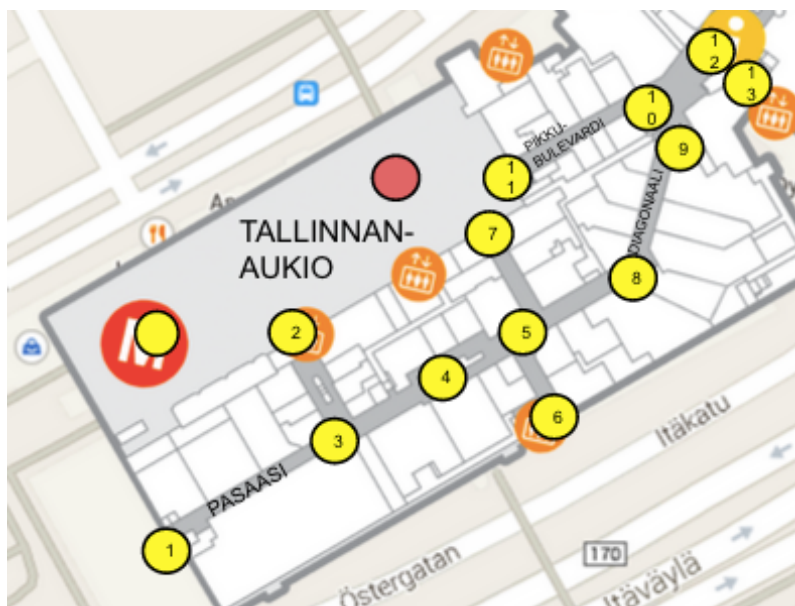 12
13
10
PIKKU-
BULEVARDI
9
11
A
TALLINNAN-
AUKIO
7
DIAGONAALI
8
M
2
5
4
3
6
Itäkatu
PASAASI
1
170
Östergatan
Itäväylä